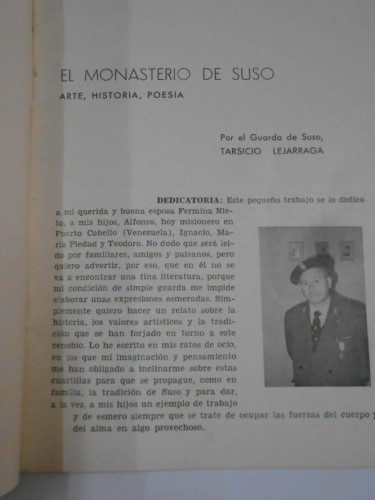 EL MONASTERIO DE SUSO
ARTE, HISTORIA, POESIA
Por el Guarda de Suso,
TARSICIO LEJARRAGA
DEDICATORIA: Este pequeño trabajo se lo dedico
a mi querida y buena esposa Fermina Nie-
to, a mis hijos, Alfonso, hoy misionero en
Puerto Cabello (Venezuela), Ignacio, Ma-
ría Piedad y Teodoro. No dudo que será leí-
do por familiares, amigos y paisanos, pero
quiero advertir, por eso, que en él no se
va a encontrar una fina literatura, porque
mi condición de simple guarda me impide
elaborar unas expresiones esmeradas. Sim-
plemente quiero hacer un relato sobre la
historia, los valores artísticos y la tradi-
ción que se han forjado en torno a este
cenobio. Lo he escrito en mis ratos de ocio,
en los que mi imaginación y pensamiento
me han obligado a inclinarme sobre estas
cuartillas para que se propague, como en
familia, la tradición de Suso y para dar,
a la vez, a mis hijos un ejemplo de trabajo
y de esmero siempre que se trate de ocupar las fuerzas del cuerpo y
del alma en algo provechoso.